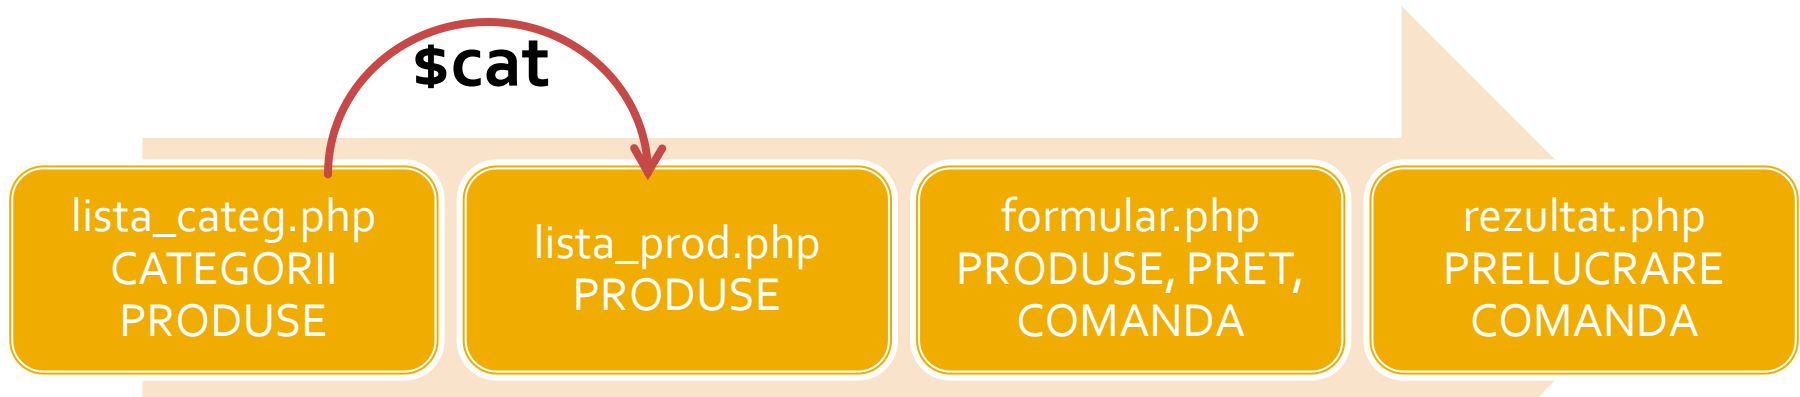 $cat
lista_categ.php
CATEGORII
PRODUSE
lista_prod.php
PRODUSE
formular.php
PRODUSE, PRET,
COMANDA
rezultat.php
PRELUCRARE
COMANDA